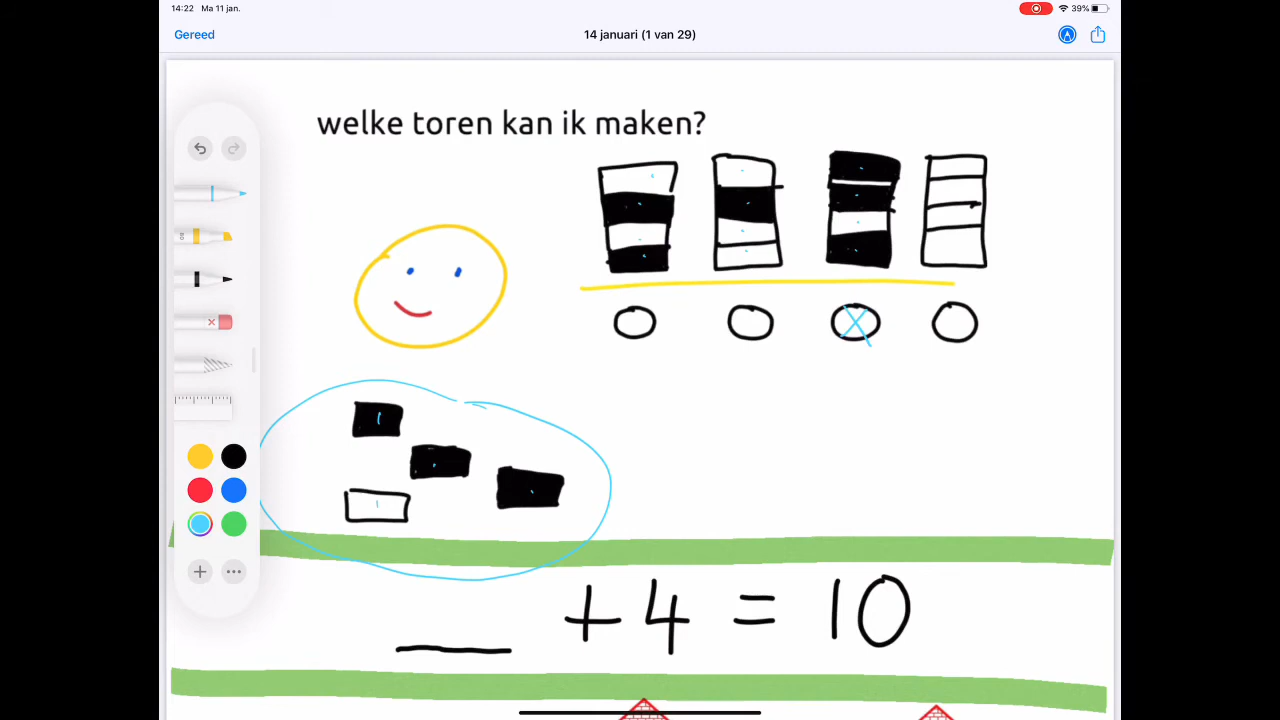 14:22 Ma 11 jan.
39%
Gereed
14 januari (1 van 29)
welke toren kan ik maken?
___ + 4 = 10